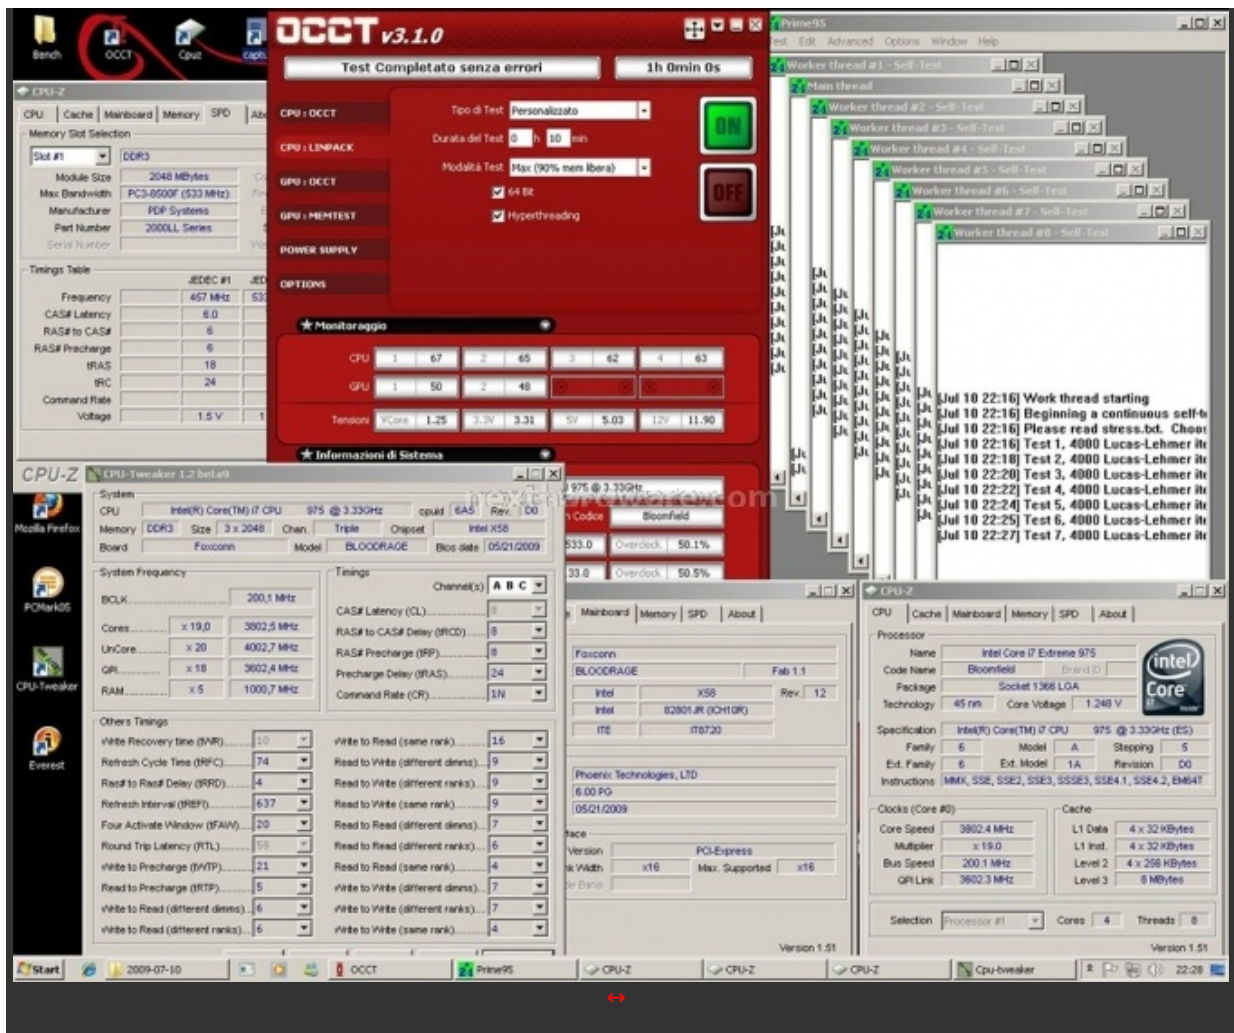 Bench
OCCT
Cpuz
OCCT v3.1.0
Test Completato senza errori
1h 0min 0s
CPU : OCCT
CPU : LINPACK
GPU : OCCT
GPU : MEMTEST
POWER SUPPLY
OPTIONS
Tipo di Test Personalizzato
Durata del Test 0 h 10 min
Modalità Test Max (90% mem libera)
64 Bit
Hyperthreading
ON
OFF
Monitoraggio
CPU 1 67 2 65 3 62 4 63
GPU 1 50 2 48
Tensioni VCore 1.25 3.3V 3.31 5V 5.03 12V 11.90
Informazioni di Sistema
975 @ 3.33GHz
Codice Bloomfield
533.0 Overclock 50.1%
33.0 Overclock 50.5%
nexthardware.com
CPU-Z
CPU Cache Mainboard Memory SPD
Memory Slot Selection
Slot #1 DDR3
Module Size 2048 MBytes
Max Bandwidth PC3-8500F (533 MHz)
Manufacturer PDP Systems
Part Number 2000LL Series
Serial Number
Timings Table
JEDEC #1
Frequency 457 MHz
CAS# Latency 6.0
RAS# to CAS# 6
RAS# Precharge 6
tRAS 18
tRC 24
Command Rate
Voltage 1.5 V
CPU-Z
Prime95
Test Edit Advanced Options Window Help
Worker thread #1 - Self-Test
Main thread
Worker thread #2 - Self-Test
Worker thread #3 - Self-Test
Worker thread #4 - Self-Test
Worker thread #5 - Self-Test
Worker thread #6 - Self-Test
Worker thread #7 - Self-Test
Worker thread #8 - Self-Test
[Jul 10 22:16] Work thread starting
[Jul 10 22:16] Beginning a continuous self-te
[Jul 10 22:16] Please read stress.txt. Choos
[Jul 10 22:16] Test 1, 4000 Lucas-Lehmer ite
[Jul 10 22:18] Test 2, 4000 Lucas-Lehmer ite
[Jul 10 22:20] Test 3, 4000 Lucas-Lehmer ite
[Jul 10 22:22] Test 4, 4000 Lucas-Lehmer ite
[Jul 10 22:24] Test 5, 4000 Lucas-Lehmer ite
[Jul 10 22:25] Test 6, 4000 Lucas-Lehmer ite
[Jul 10 22:27] Test 7, 4000 Lucas-Lehmer ite
Mozilla Firefox
PCMark05
CPU-Tweaker
Everest
CPU-Tweaker 1.2 beta9
System
CPU Intel(R) Core(TM) i7 CPU 975 @ 3.33GHz cpuid 6A5 Rev. D0
Memory DDR3 Size 3 x 2048 Chan. Triple Chipset Intel X58
Board Foxconn Model BLOODRAGE Bios date 05/21/2009
System Frequency
BCLK 200,1 MHz
Cores x 19,0 3802,5 MHz
UnCore x 20 4002,7 MHz
QPI x 18 3602,4 MHz
RAM x 5 1000,7 MHz
Timings
Channel(s) A B C
CAS# Latency (CL) 8
RAS# to CAS# Delay (tRCD) 8
RAS# Precharge (tRP) 8
Precharge Delay (tRAS) 24
Command Rate (CR) 1N
Others Timings
Write Recovery time (tWR) 10
Refresh Cycle Time (tRFC) 74
Ras# to Ras# Delay (tRRD) 4
Refresh Interval (tREFI) 637
Four Activate Window (tFAW) 20
Round Trip Latency (RTL) 58
Write to Precharge (tWTP) 21
Read to Precharge (tRTP) 5
Write to Read (different dimms) 6
Write to Read (different ranks) 6
Write to Read (same rank) 16
Read to Write (different dimms) 9
Read to Write (different ranks) 9
Read to Write (same rank) 9
Read to Read (different dimms) 7
Read to Read (different ranks) 6
Read to Read (same rank) 4
Write to Write (different dimms) 7
Write to Write (different ranks) 7
Write to Write (same rank) 4
Mainboard Memory SPD About
Foxconn
BLOODRAGE Fab 1.1
Intel X58 Rev. 12
Intel 82801JR (ICH10R)
ITE IT8720
Phoenix Technologies, LTD
6.00 PG
05/21/2009
Version PCI-Express
Width x16 Max. Supported x16
Version 1.51
CPU-Z
CPU Cache Mainboard Memory SPD About
Processor
Name Intel Core i7 Extreme 975
Code Name Bloomfield Brand ID
Package Socket 1366 LGA
Technology 45 nm Core Voltage 1.248 V
intel Core i7
Specification Intel(R) Core(TM) i7 CPU 975 @ 3.33GHz (ES)
Family 6 Model A Stepping 5
Ext. Family 6 Ext. Model 1A Revision D0
Instructions MMX, SSE, SSE2, SSE3, SSSE3, SSE4.1, SSE4.2, EM64T
Clocks (Core #0)
Core Speed 3802.4 MHz
Multiplier x 19.0
Bus Speed 200.1 MHz
QPI Link 3602.3 MHz
Cache
L1 Data 4 x 32 KBytes
L1 Inst. 4 x 32 KBytes
Level 2 4 x 256 KBytes
Level 3 8 MBytes
Selection Processor #1 Cores 4 Threads 8
Version 1.51
Start 2009-07-10 OCCT Prime95 CPU-Z CPU-Z CPU-Z Cpu-tweaker 22:28